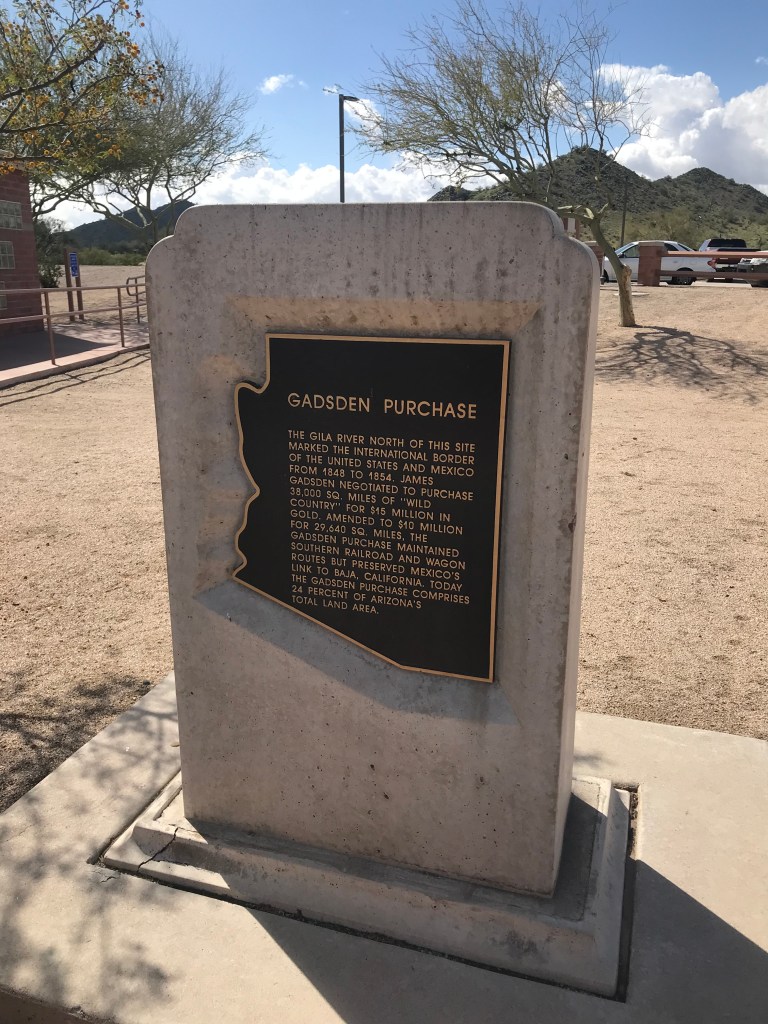 GADSDEN PURCHASE
THE GILA RIVER NORTH OF THIS SITE
MARKED THE INTERNATIONAL BORDER
OF THE UNITED STATES AND MEXICO
FROM 1848 TO 1854. JAMES
GADSDEN NEGOTIATED TO PURCHASE
38,000 SQ. MILES OF "WILD
COUNTRY" FOR $15 MILLION IN
GOLD. AMENDED TO $10 MILLION
FOR 29,640 SQ. MILES, THE
GADSDEN PURCHASE MAINTAINED
SOUTHERN RAILROAD AND WAGON
ROUTES BUT PRESERVED MEXICO'S
LINK TO BAJA, CALIFORNIA. TODAY
THE GADSDEN PURCHASE COMPRISES
24 PERCENT OF ARIZONA'S
TOTAL LAND AREA.